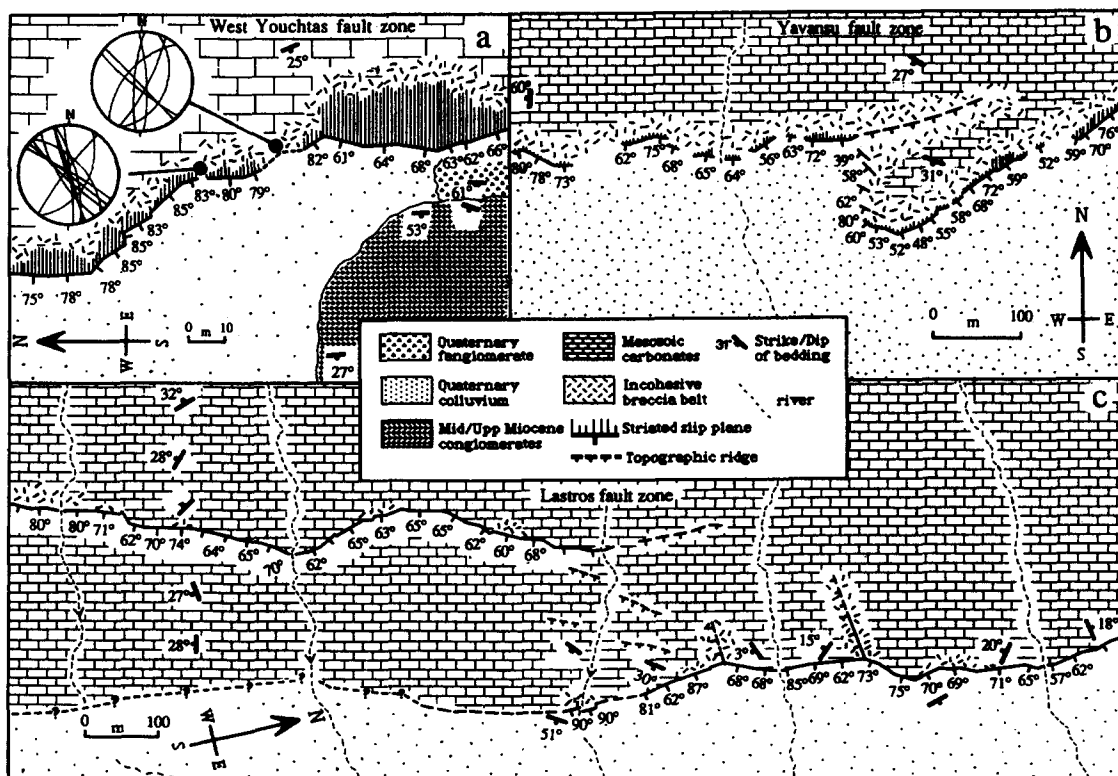 West Youchtas fault zone
a
N
N
25°
82° 61° 64° 68° 63° 62° 66°
83° 80° 79°
85°
83°
85°
85°
78°
75° 78°
61°
53°
27°
N W S
0 m 10
Yavansu fault zone
b
27°
60°
80° 78° 73°
62° 75° 68° 65° 64° 56° 63° 72° 39°
58°
31°
62°
80°
60° 53° 52° 48° 55° 58° 68° 72° 59° 52° 59° 70° 76°
N
W E
S
0 100
m
Quaternary fanglomerate
Quaternary colluvium
Mid/Upp Miocene conglomerates
Mesosoic carbonates
Incohesive breccia belt
Striated slip plane
Topographic ridge
31° Strike/Dip of bedding
river
c
Lastros fault zone
32°
28°
80° 80° 71° 62° 70° 74° 64° 65° 70° 62° 65° 63° 65° 65° 62° 60° 68°
27°
28°
? ? ? ?
30° 3° 15° 20° 18°
51° 90° 90° 81° 62° 87° 68° 68° 85° 69° 62° 73° 75° 70° 69° 71° 65° 57° 62°
0 100
m
S W E N